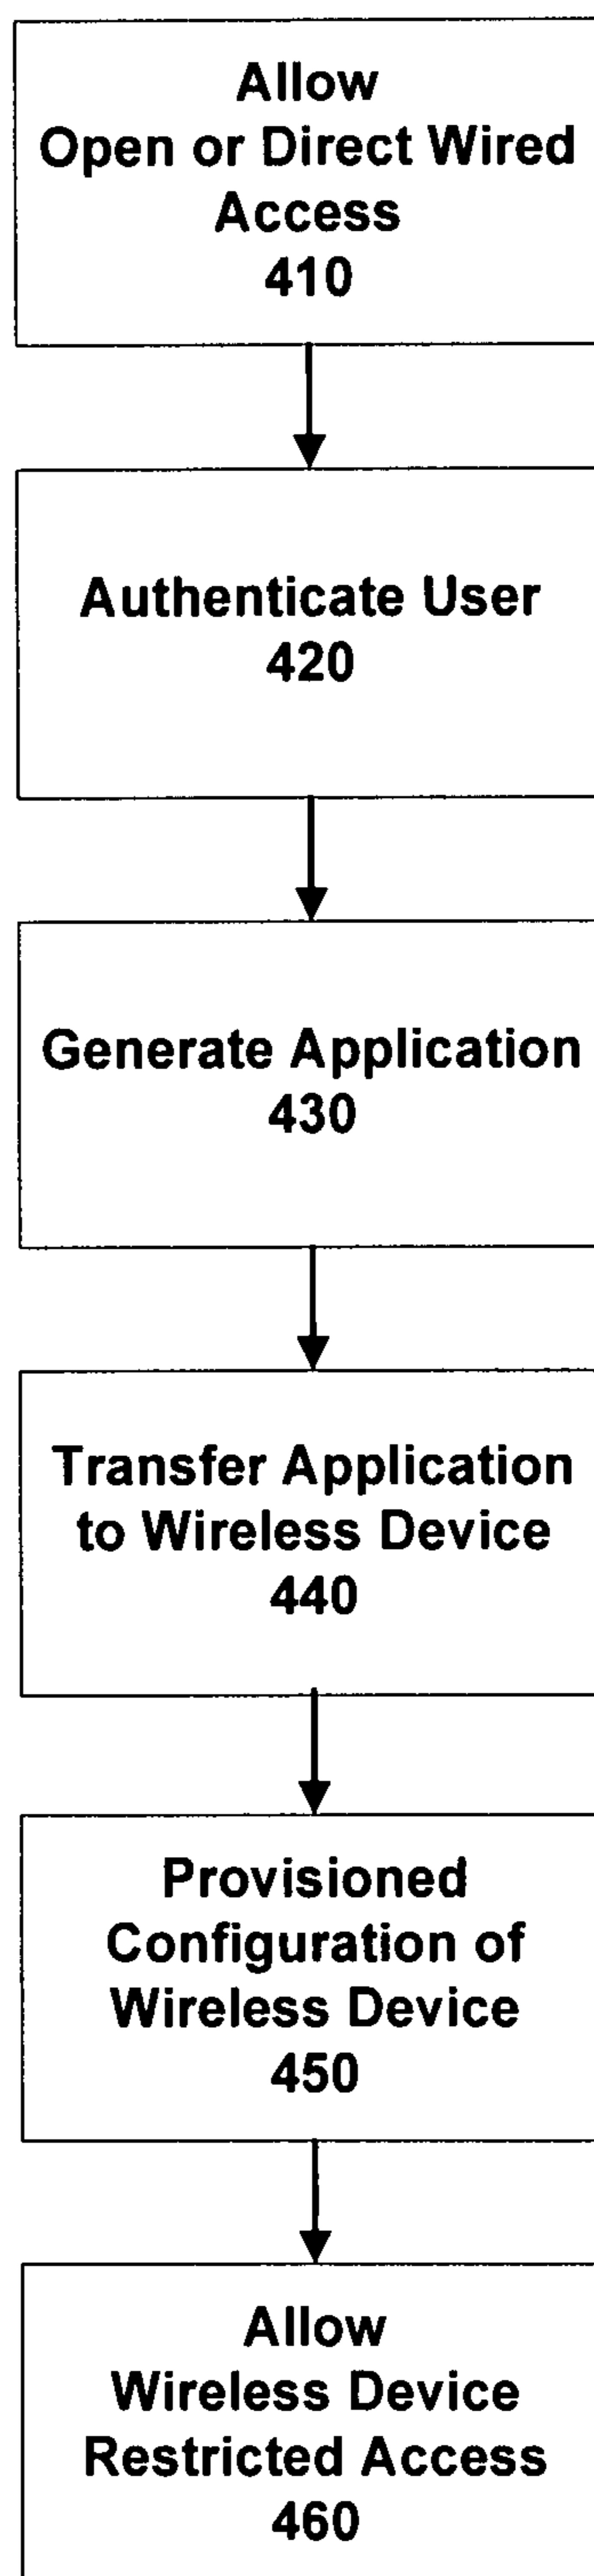 Allow
Open or Direct Wired
Access
410
Authenticate User
420
Generate Application
430
Transfer Application
to Wireless Device
440
Provisioned
Configuration of
Wireless Device
450
Allow
Wireless Device
Restricted Access
460